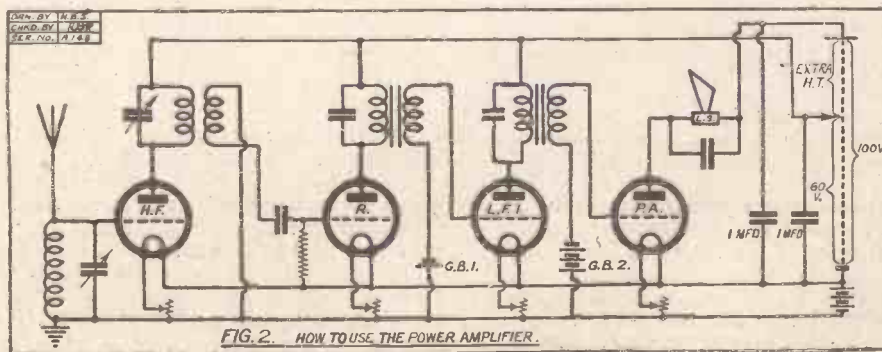 DRN. BY H.B.S.
CHKD. BY
SER. NO. A148
EXTRA
H.T.
L.S.
100V
60
V.
H.F.
R.
L.F.1.
P.A.
1 MFD. 1 MFD
G.B.1.
G.B.2.
FIG. 2. HOW TO USE THE POWER AMPLIFIER.